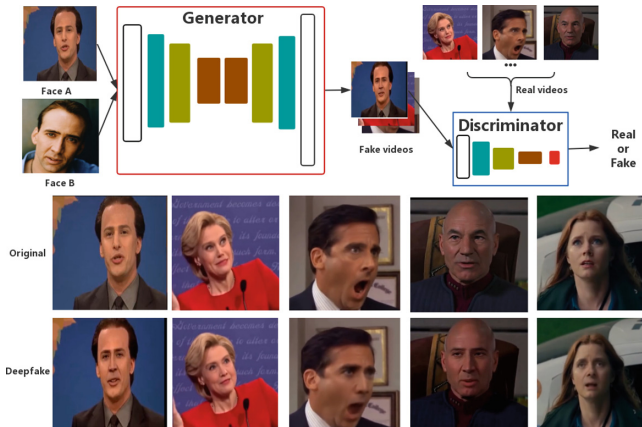 Generator
Face A
Face B
Fake videos
•••
Real videos
Discriminator
Real
or
Fake
Original
Deepfake